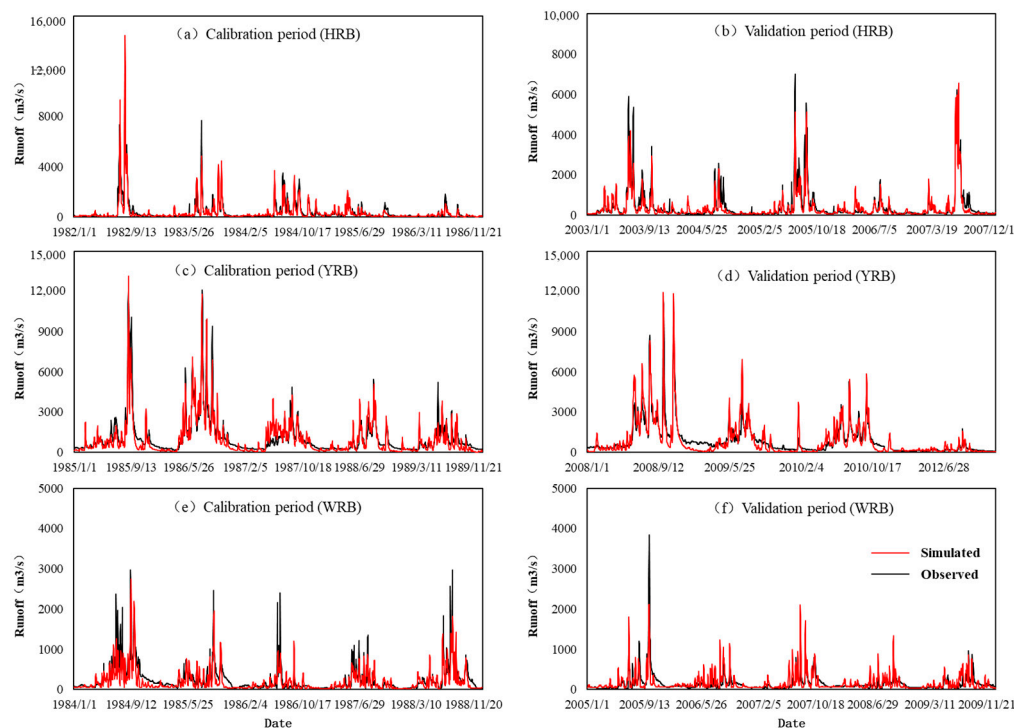 16,000
12,000
8000
4000
0
Runoff（m3/s）
（a）Calibration period (HRB)
1982/1/1 1982/9/13 1983/5/26 1984/2/5 1984/10/17 1985/6/29 1986/3/11 1986/11/21
10,000
8000
6000
4000
2000
0
Runoff（m3/s）
（b）Validation period (HRB)
2003/1/1 2003/9/13 2004/5/25 2005/2/5 2005/10/18 2006/7/5 2007/3/19 2007/12/1
15,000
12,000
9000
6000
3000
0
Runoff（m3/s）
（c）Calibration period (YRB)
1985/1/1 1985/9/13 1986/5/26 1987/2/5 1987/10/18 1988/6/29 1989/3/11 1989/11/21
15,000
12,000
9000
6000
3000
0
Runoff（m3/s）
（d）Validation period (YRB)
2008/1/1 2008/9/12 2009/5/25 2010/2/4 2010/10/17 2012/6/28
5000
4000
3000
2000
1000
0
Runoff（m3/s）
（e）Calibration period (WRB)
1984/1/1 1984/9/12 1985/5/26 1986/2/6 1986/10/20 1987/7/3 1988/3/10 1988/11/20
Date
5000
4000
3000
2000
1000
0
Runoff（m3/s）
（f）Validation period (WRB)
Simulated
Observed
2005/1/1 2005/9/13 2006/5/26 2007/2/5 2007/10/18 2008/6/29 2009/3/11 2009/11/21
Date